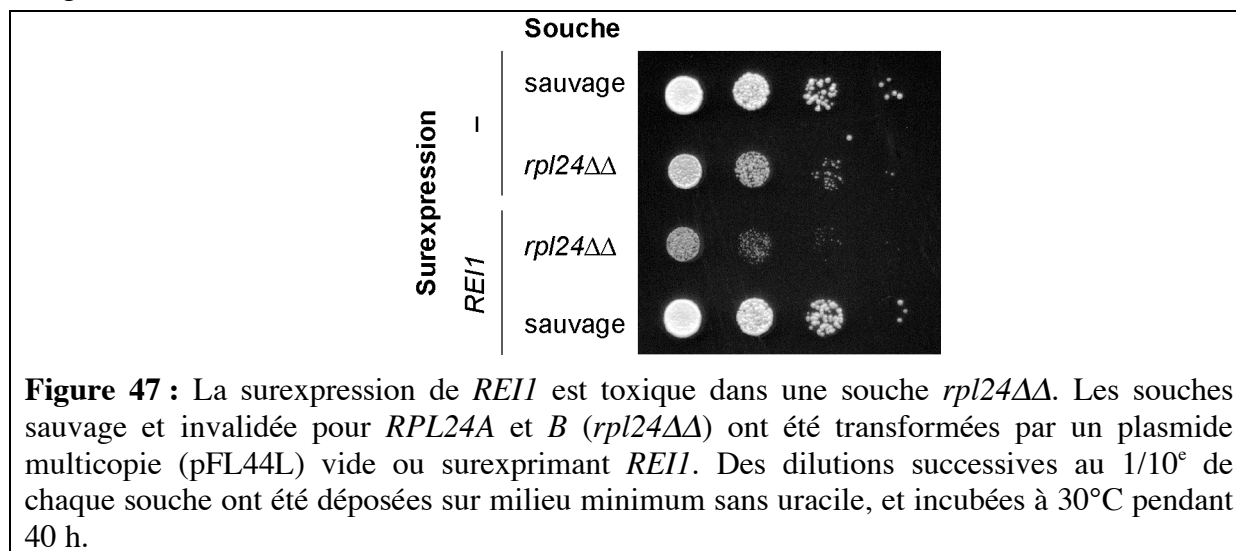 Souche
sauvage
–
rpl24ΔΔ
Surexpression
rpl24ΔΔ
REI1
sauvage
Figure 47 : La surexpression de REI1 est toxique dans une souche rpl24ΔΔ. Les souches
sauvage et invalidée pour RPL24A et B (rpl24ΔΔ) ont été transformées par un plasmide
multicopie (pFL44L) vide ou surexprimant REI1. Des dilutions successives au 1/10e de
chaque souche ont été déposées sur milieu minimum sans uracile, et incubées à 30°C pendant
40 h.